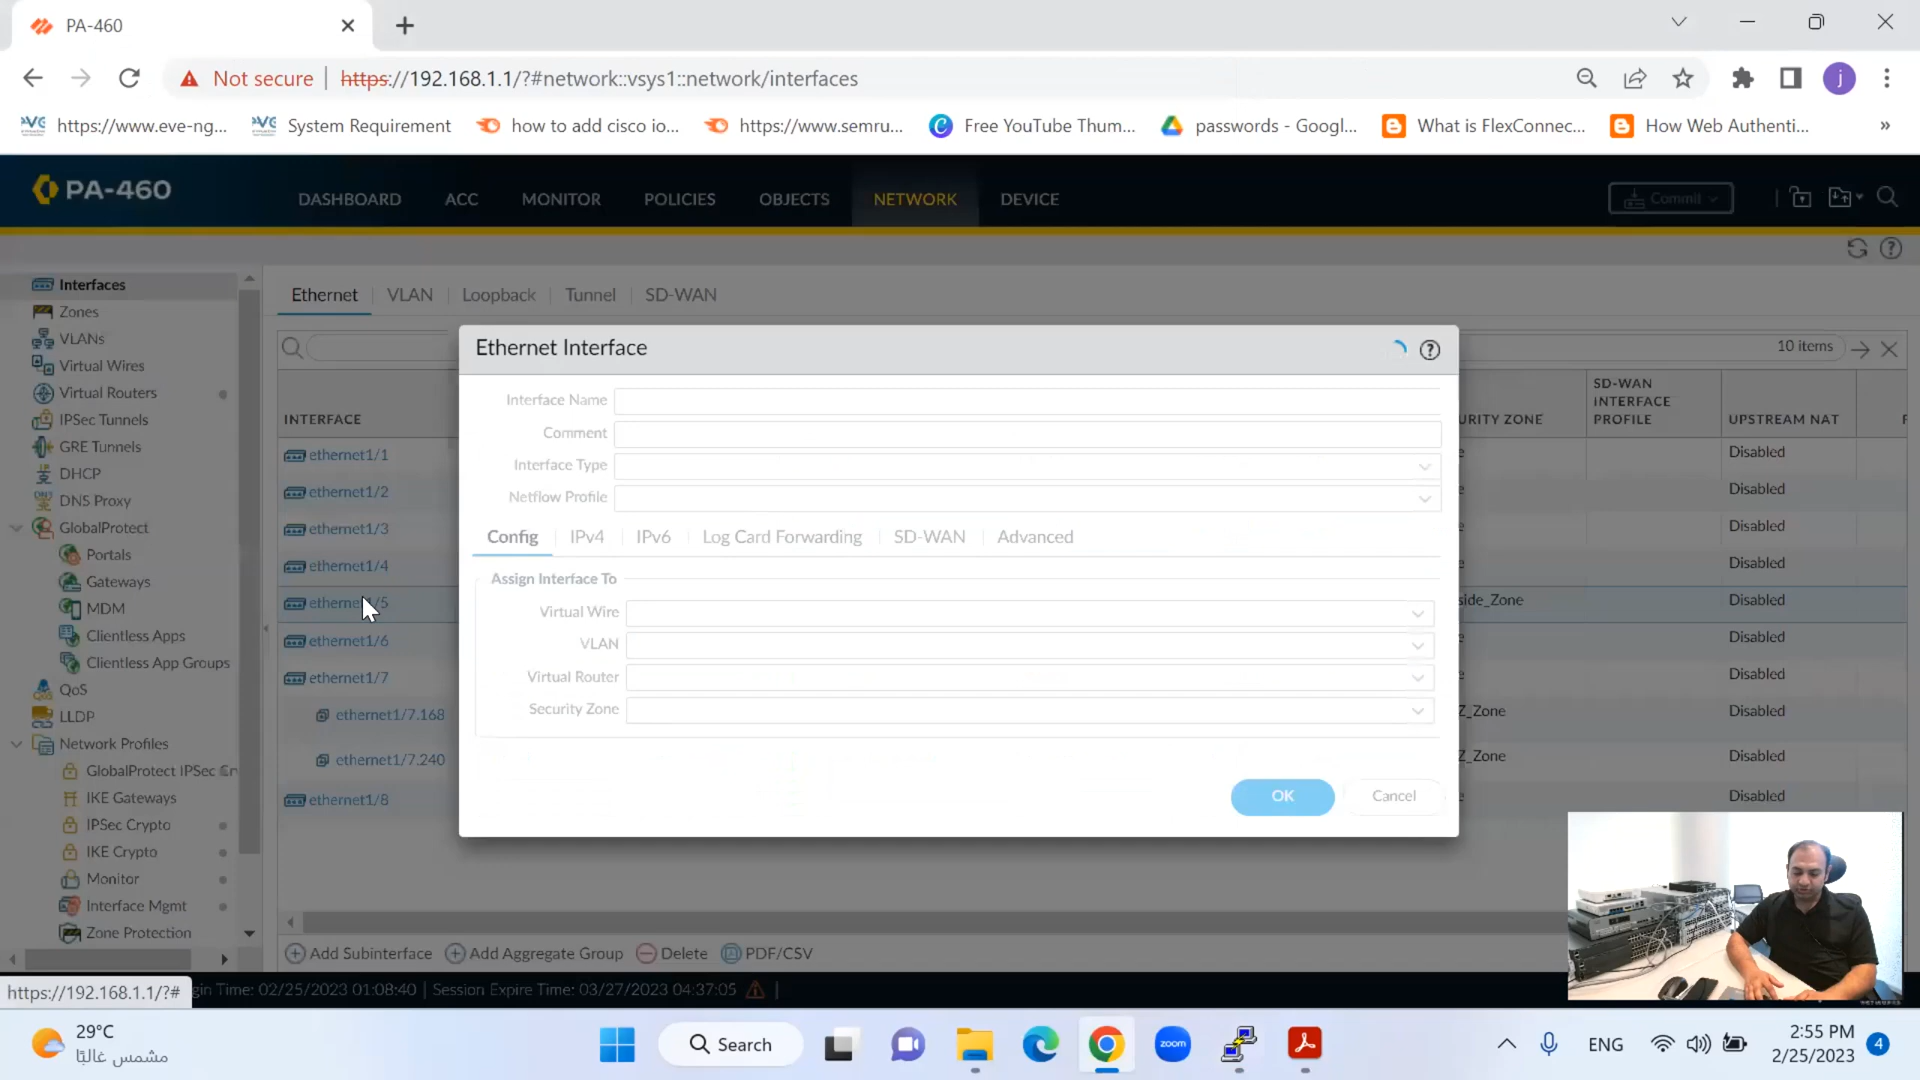 PA-460
Not secure https://192.168.1.1/?#network::vsys1::network/interfaces
j
https://www.eve-ng... System Requirement how to add cisco io... https://www.semru... Free YouTube Thum... passwords - Googl... What is FlexConnec... How Web Authenti... »
PA-460 DASHBOARD ACC MONITOR POLICIES OBJECTS NETWORK DEVICE Commit
Interfaces
Zones
VLANs
Virtual Wires
Virtual Routers
IPSec Tunnels
GRE Tunnels
DHCP
DNS Proxy
GlobalProtect
Portals
Gateways
MDM
Clientless Apps
Clientless App Groups
QoS
LLDP
Network Profiles
GlobalProtect IPSec Cr
IKE Gateways
IPSec Crypto
IKE Crypto
Monitor
Interface Mgmt
Zone Protection
Ethernet VLAN Loopback Tunnel SD-WAN
10 items
INTERFACE
ethernet1/1
ethernet1/2
ethernet1/3
ethernet1/4
ethernet1/5
ethernet1/6
ethernet1/7
ethernet1/7.168
ethernet1/7.240
ethernet1/8
Ethernet Interface
Interface Name
Comment
Interface Type
Netflow Profile
Config IPv4 IPv6 Log Card Forwarding SD-WAN Advanced
Assign Interface To
Virtual Wire
VLAN
Virtual Router
Security Zone
OK Cancel
URITY ZONE
SD-WAN
INTERFACE
PROFILE
UPSTREAM NAT
e Disabled
e Disabled
e Disabled
e Disabled
side_Zone Disabled
e Disabled
e Disabled
Z_Zone Disabled
Z_Zone Disabled
e Disabled
Add Subinterface Add Aggregate Group Delete PDF/CSV
https://192.168.1.1/?# gin Time: 02/25/2023 01:08:40 | Session Expire Time: 03/27/2023 04:37:05
29°C
مشمس غالبًا
Search
zoom
ENG
2:55 PM
2/25/2023
4